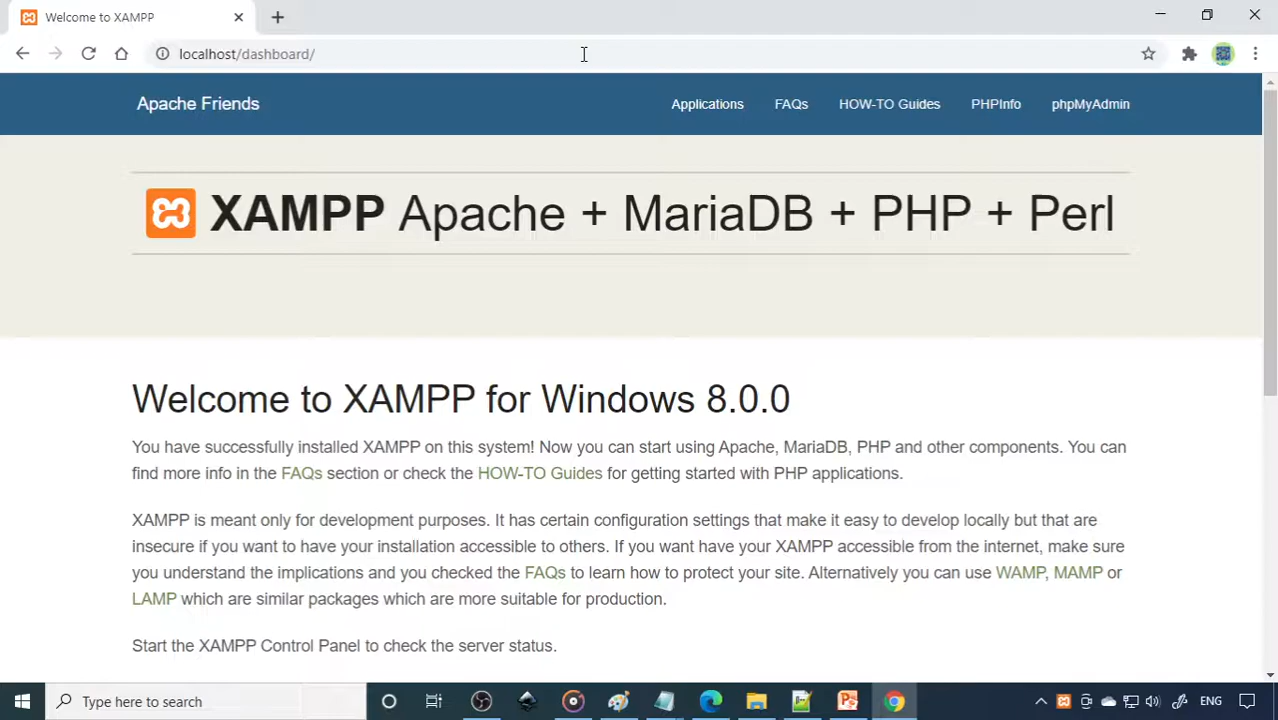 Welcome to XAMPP
localhost/dashboard/
Apache Friends
Applications FAQs HOW-TO Guides PHPInfo phpMyAdmin
XAMPP Apache + MariaDB + PHP + Perl
Welcome to XAMPP for Windows 8.0.0
You have successfully installed XAMPP on this system! Now you can start using Apache, MariaDB, PHP and other components. You can
find more info in the FAQs section or check the HOW-TO Guides for getting started with PHP applications.
XAMPP is meant only for development purposes. It has certain configuration settings that make it easy to develop locally but that are
insecure if you want to have your installation accessible to others. If you want have your XAMPP accessible from the internet, make sure
you understand the implications and you checked the FAQs to learn how to protect your site. Alternatively you can use WAMP, MAMP or
LAMP which are similar packages which are more suitable for production.
Start the XAMPP Control Panel to check the server status.
Type here to search
ENG